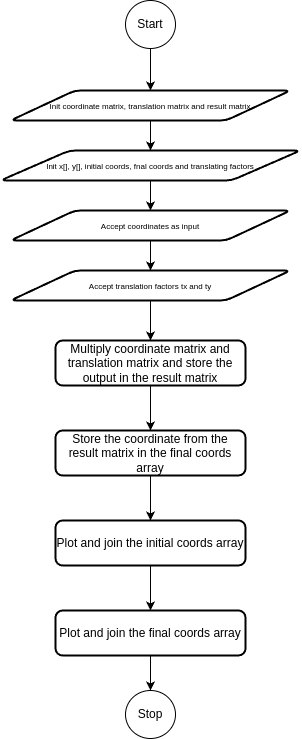 Start
Init coordinate matrix, translation matrix and result matrix
Init x[], y[], initial coords, fnal coords and translating factors
Accept coordinates as input
Accept translation factors tx and ty
Multiply coordinate matrix and
translation matrix and store the
output in the result matrix
Store the coordinate from the
result matrix in the final coords
array
Plot and join the initial coords array
Plot and join the final coords array
Stop